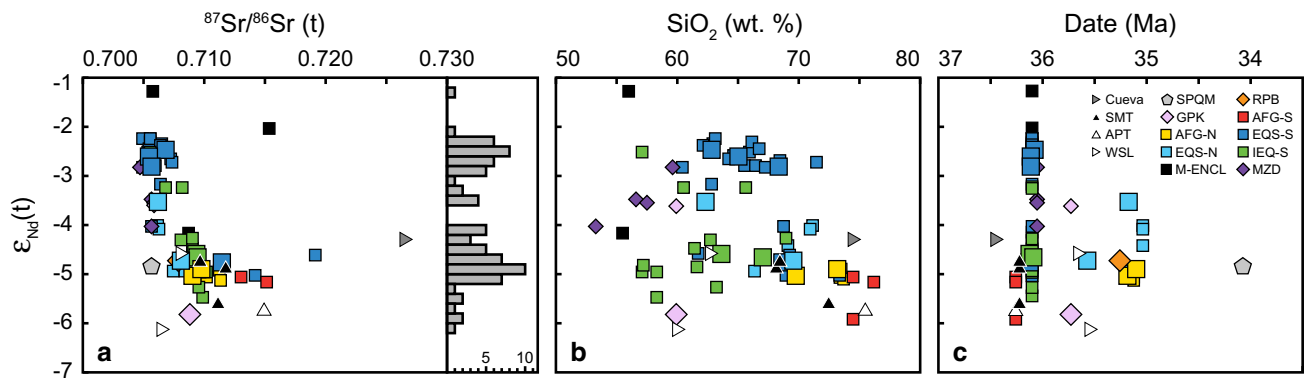 ⁸⁷Sr/⁸⁶Sr (t)
SiO₂ (wt. %)
Date (Ma)
0.700 0.710 0.720 0.730
50 60 70 80
37 36 35 34
-1
-2
-3
-4
-5
-6
-7
εNd(t)
Cueva SPQM RPB
SMT GPK AFG-S
APT AFG-N EQS-S
WSL EQS-N IEQ-S
M-ENCL MZD
a 5 10 b c